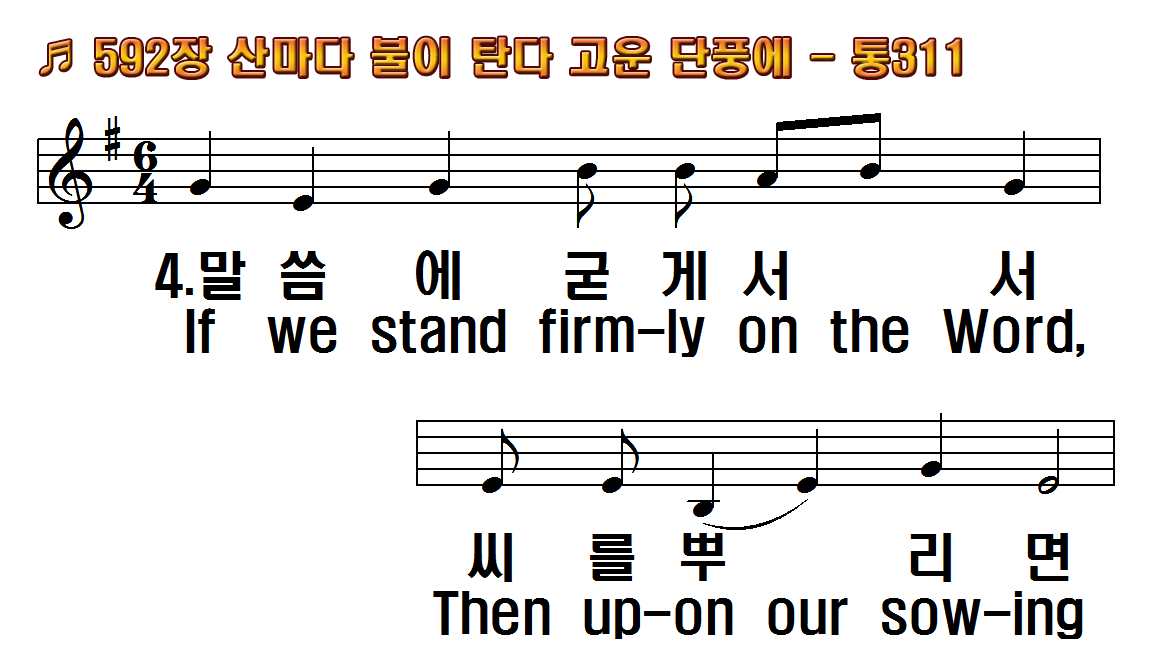 ♬ 592장 산마다 불이 탄다 고운 단풍에 - 통311
6
4
4.말 씀 에 굳 게 서 서
If we stand firm-ly on the Word,
씨 를 뿌 리 면
Then up-on our sow-ing